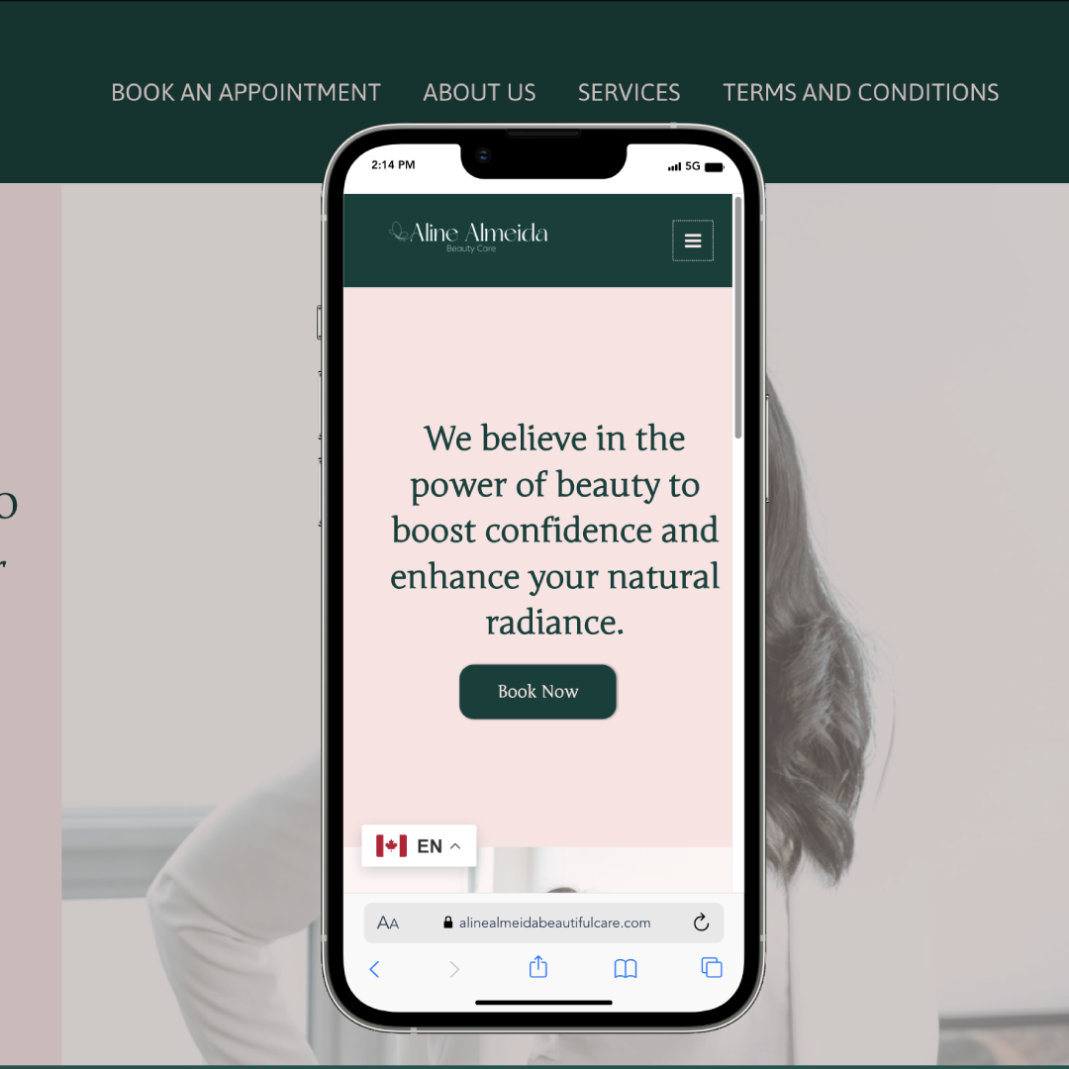 BOOK AN APPOINTMENT ABOUT US SERVICES TERMS AND CONDITIONS
2:14 PM 5G
Aline Almeida
Beauty Care
We believe in the
power of beauty to
boost confidence and
enhance your natural
radiance.
Book Now
EN
AA alinealmeidabeautifulcare.com